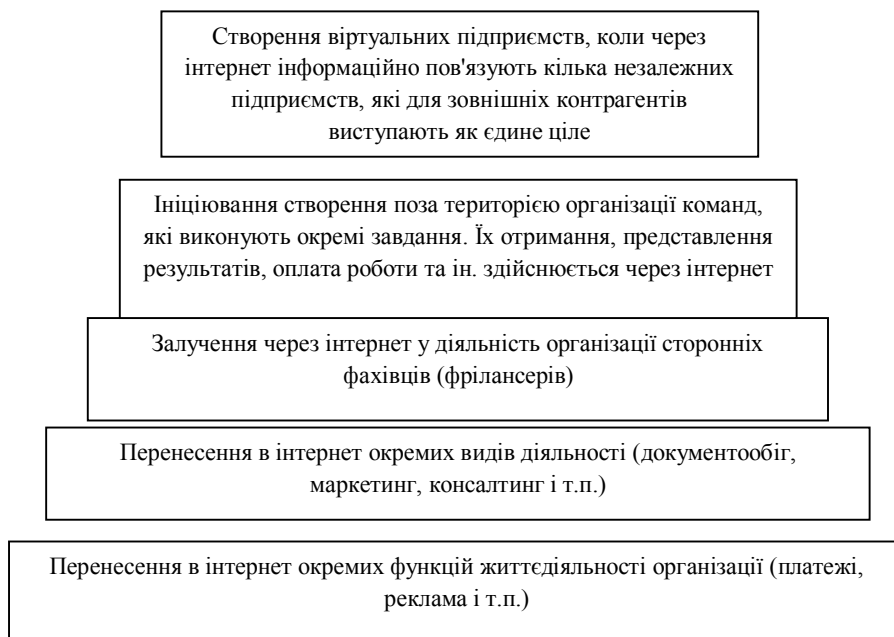 Створення віртуальних підприємств, коли через
інтернет інформаційно пов'язують кілька незалежних
підприємств, які для зовнішніх контрагентів
виступають як єдине ціле
Ініціювання створення поза територією організації команд,
які виконують окремі завдання. Їх отримання, представлення
результатів, оплата роботи та ін. здійснюється через інтернет
Залучення через інтернет у діяльність організації сторонніх
фахівців (фрілансерів)
Перенесення в інтернет окремих видів діяльності (документообіг,
маркетинг, консалтинг і т.п.)
Перенесення в інтернет окремих функцій життєдіяльності організації (платежі,
реклама і т.п.)